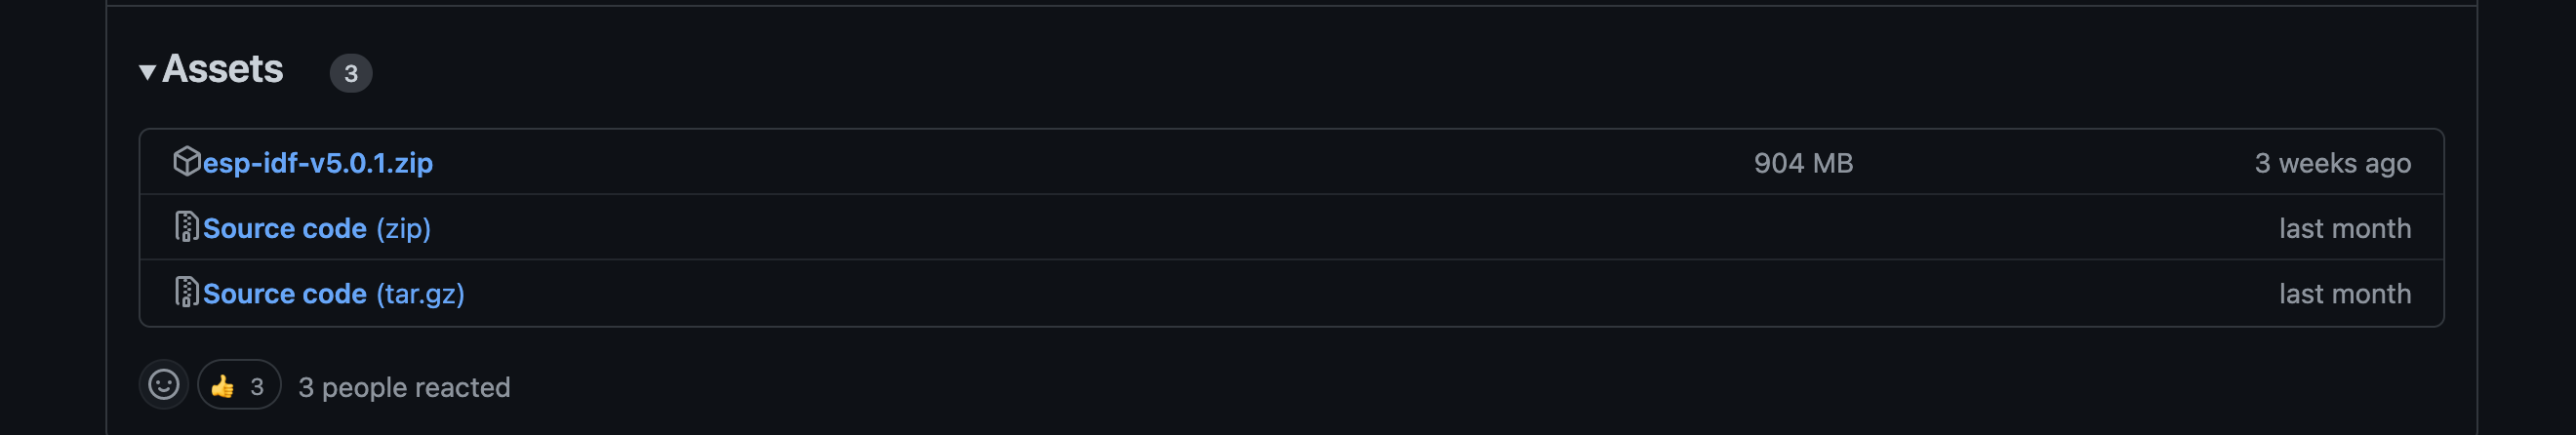 Assets 3
esp-idf-v5.0.1.zip 904 MB 3 weeks ago
Source code (zip) last month
Source code (tar.gz) last month
👍 3 3 people reacted